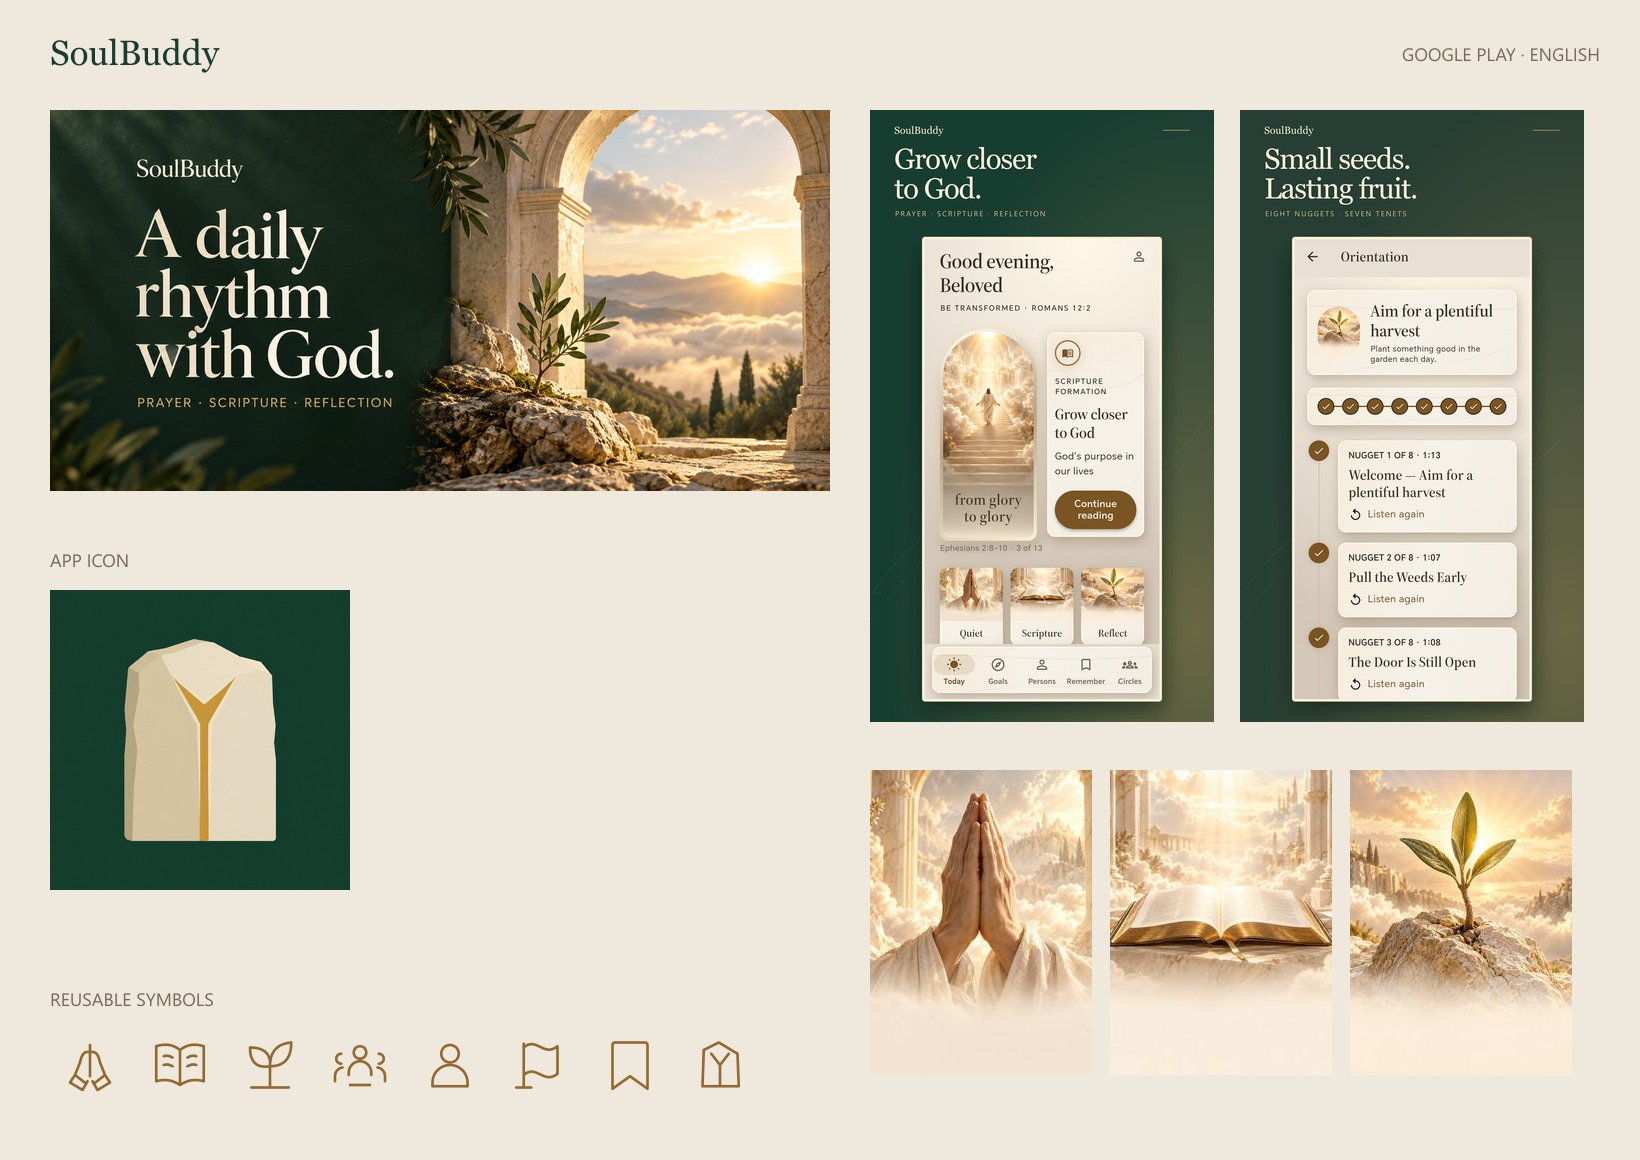 SoulBuddy
GOOGLE PLAY · ENGLISH
SoulBuddy
A daily
rhythm
with God.
PRAYER · SCRIPTURE · REFLECTION
SoulBuddy
Grow closer
to God.
PRAYER · SCRIPTURE · REFLECTION
Good evening,
Beloved
BE TRANSFORMED · ROMANS 12:2
from glory
to glory
SCRIPTURE
FORMATION
Grow closer
to God
God's purpose in
our lives
Continue
reading
Ephesians 2:8–10 · 3 of 13
Quiet
Scripture
Reflect
Today
Goals
Persons
Remember
Circles
SoulBuddy
Small seeds.
Lasting fruit.
EIGHT NUGGETS · SEVEN TENETS
Orientation
Aim for a plentiful
harvest
Plant something good in the
garden each day.
NUGGET 1 OF 8 · 1:13
Welcome — Aim for a
plentiful harvest
Listen again
NUGGET 2 OF 8 · 1:07
Pull the Weeds Early
Listen again
NUGGET 3 OF 8 · 1:08
The Door Is Still Open
Listen again
APP ICON
REUSABLE SYMBOLS